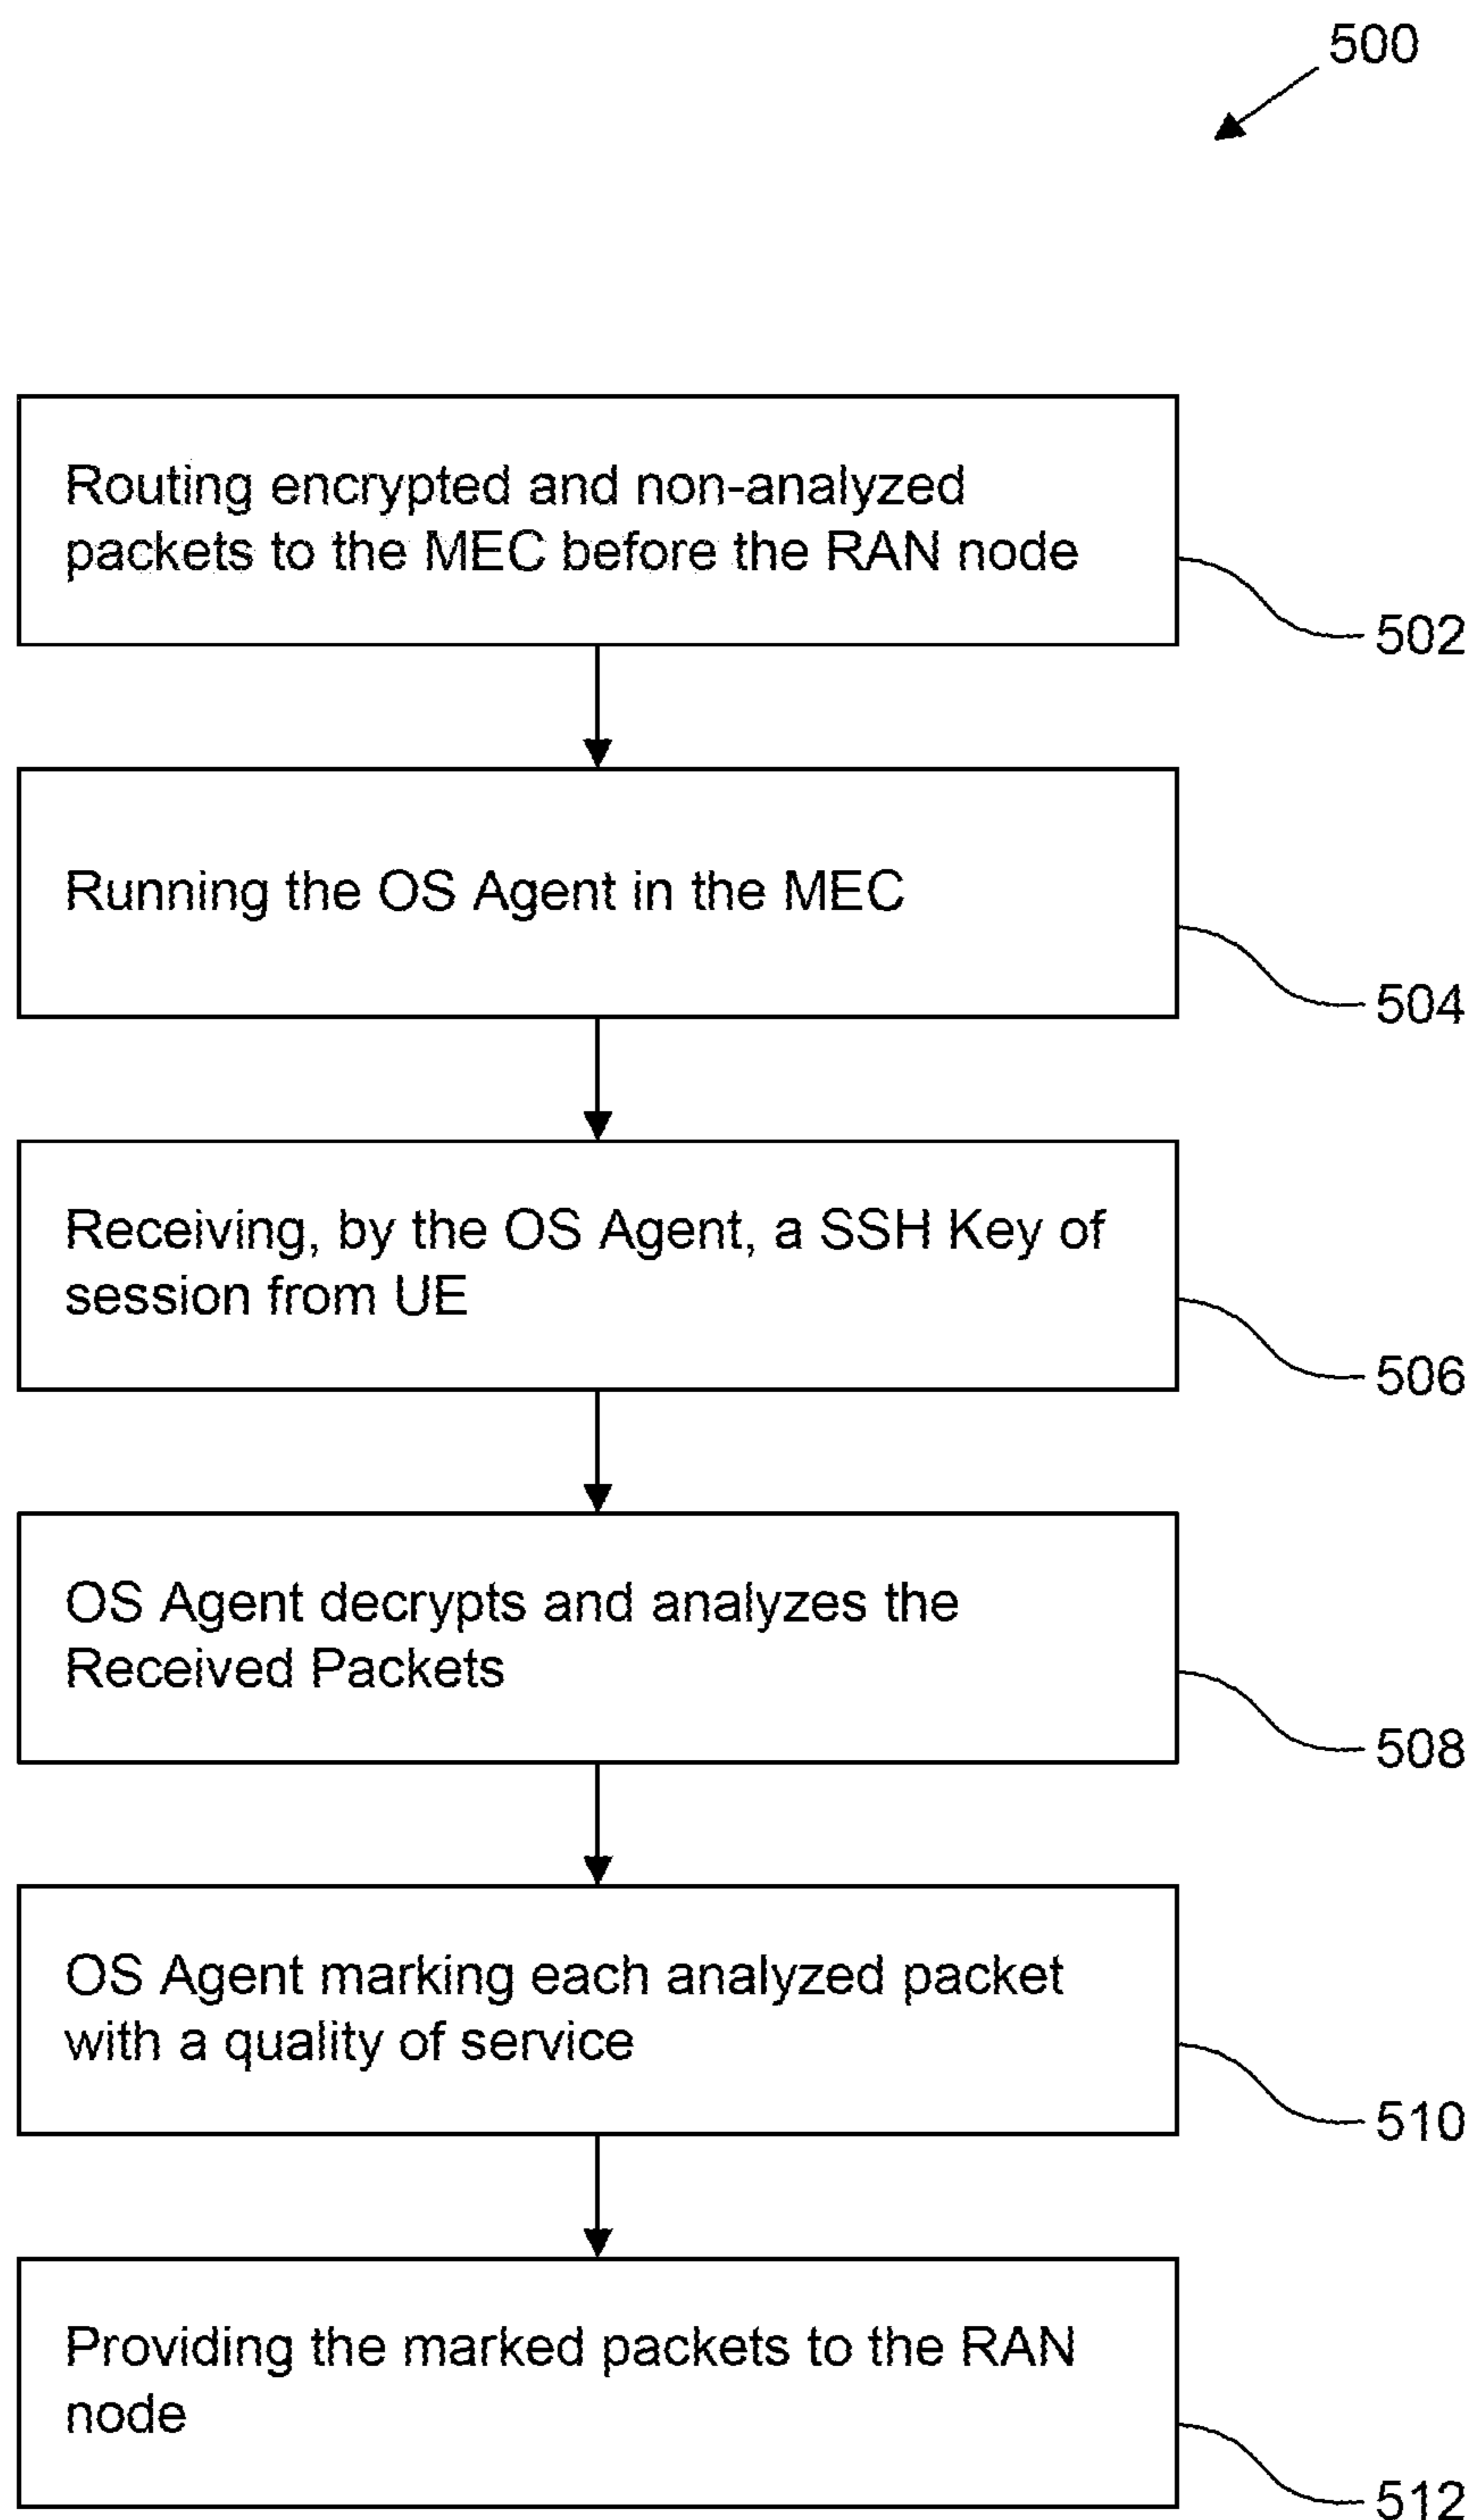 500
Routing encrypted and non-analyzed
packets to the MEC before the RAN node
502
Running the OS Agent in the MEC
504
Receiving, by the OS Agent, a SSH Key of
session from UE
506
OS Agent decrypts and analyzes the
Received Packets
508
OS Agent marking each analyzed packet
with a quality of service
510
Providing the marked packets to the RAN
node
512